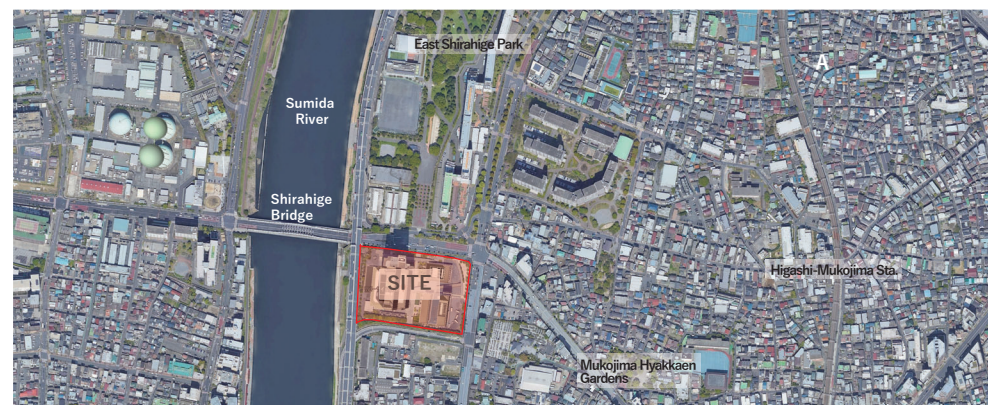 East Shirahige Park
A
Sumida
River
Shirahige
Bridge
SITE
Higashi-Mukojima Sta.
Mukojima Hyakkaen
Gardens